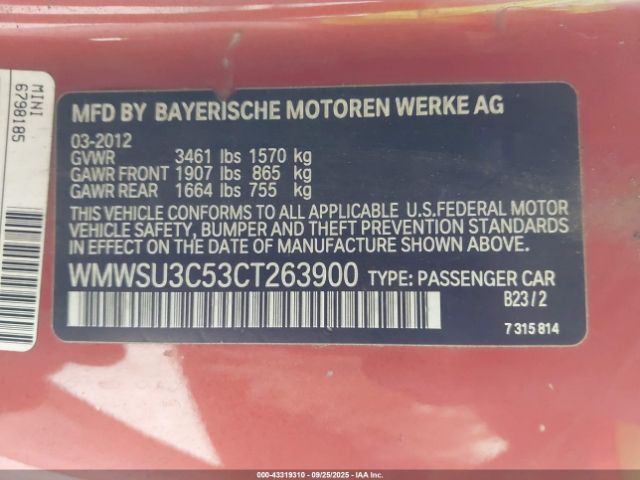 MINI
6798185
MFD BY BAYERISCHE MOTOREN WERKE AG
03-2012
GVWR 3461 lbs 1570 kg
GAWR FRONT 1907 lbs 865 kg
GAWR REAR 1664 lbs 755 kg
THIS VEHICLE CONFORMS TO ALL APPLICABLE U.S.FEDERAL MOTOR
VEHICLE SAFETY, BUMPER AND THEFT PREVENTION STANDARDS
IN EFFECT ON THE DATE OF MANUFACTURE SHOWN ABOVE.
WMWSU3C53CT263900 TYPE: PASSENGER CAR
B23/2
7 315 814
000-43319310 - 09/25/2025 - IAAI.COM